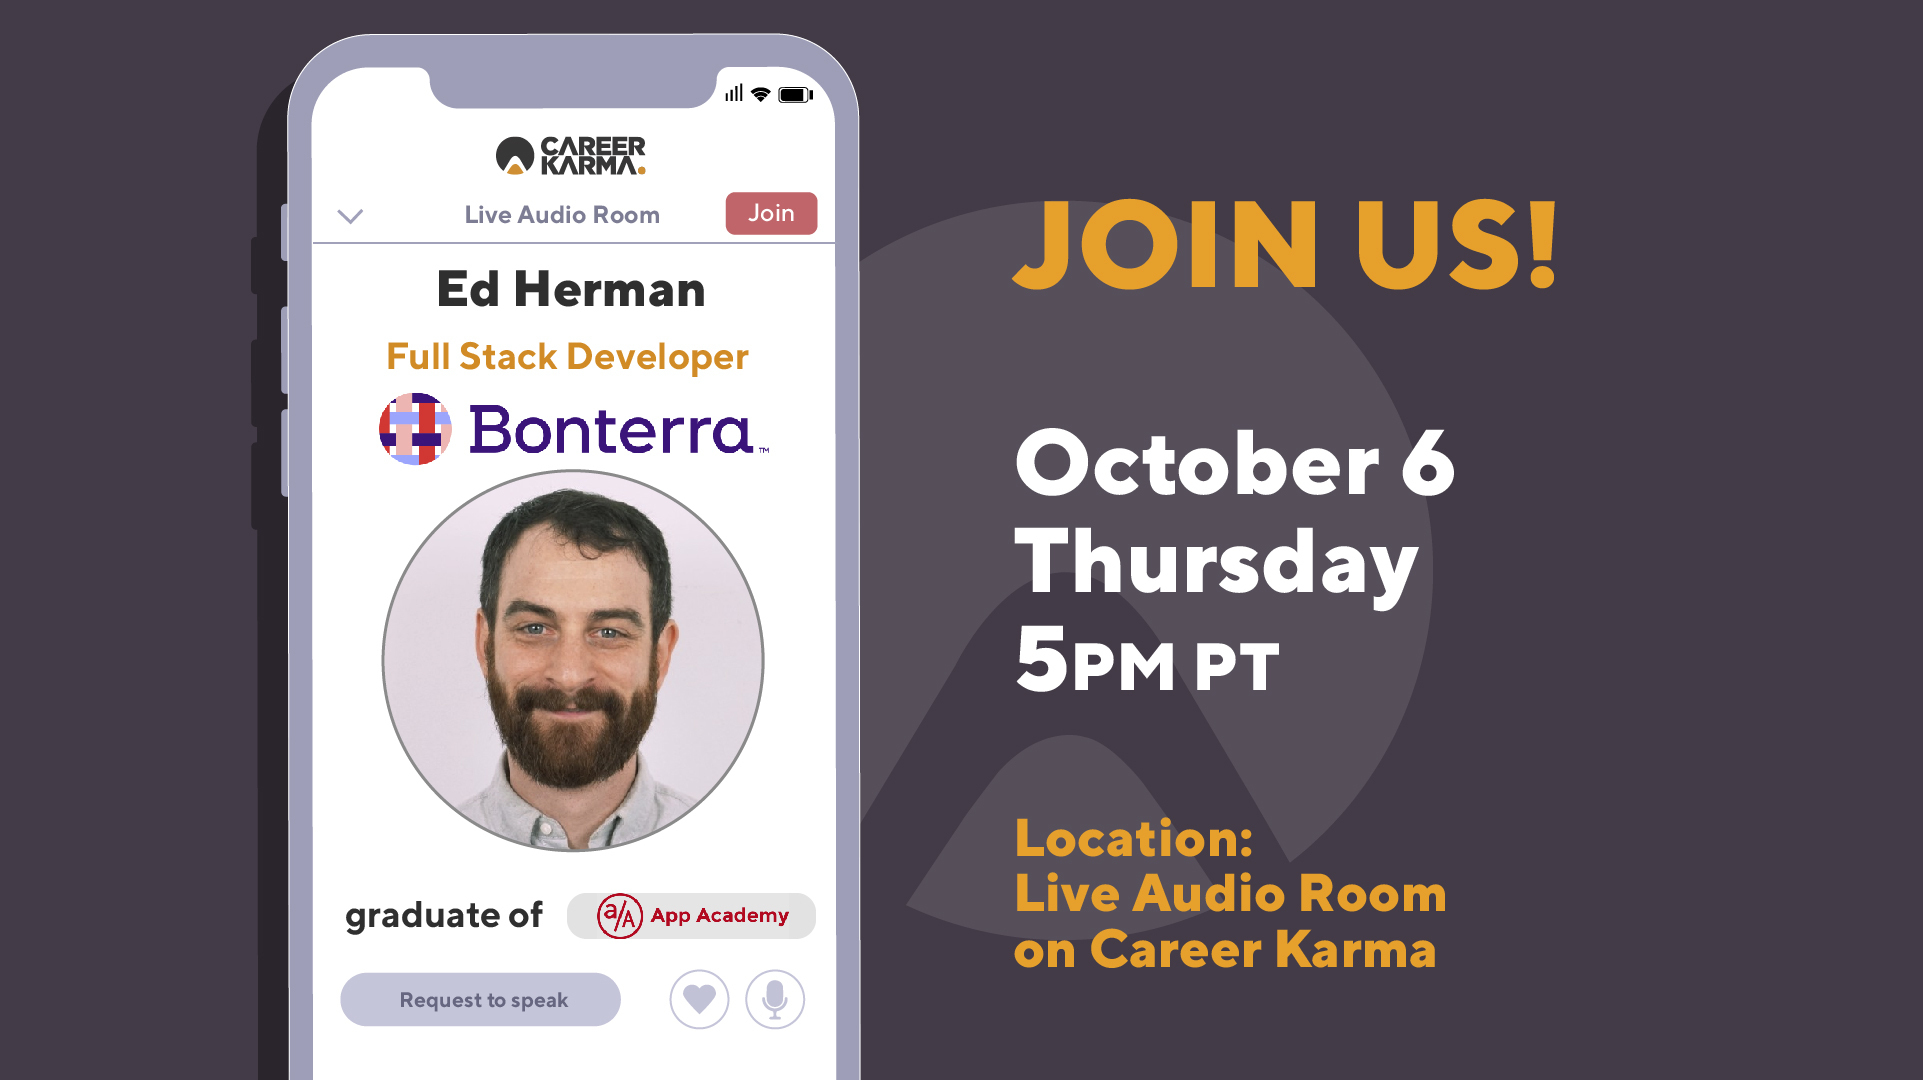 CAREER
KARMA.
Live Audio Room
Join
Ed Herman
Full Stack Developer
Bonterra™
graduate of
a/A App Academy
Request to speak
JOIN US!
October 6
Thursday
5PM PT
Location:
Live Audio Room
on Career Karma